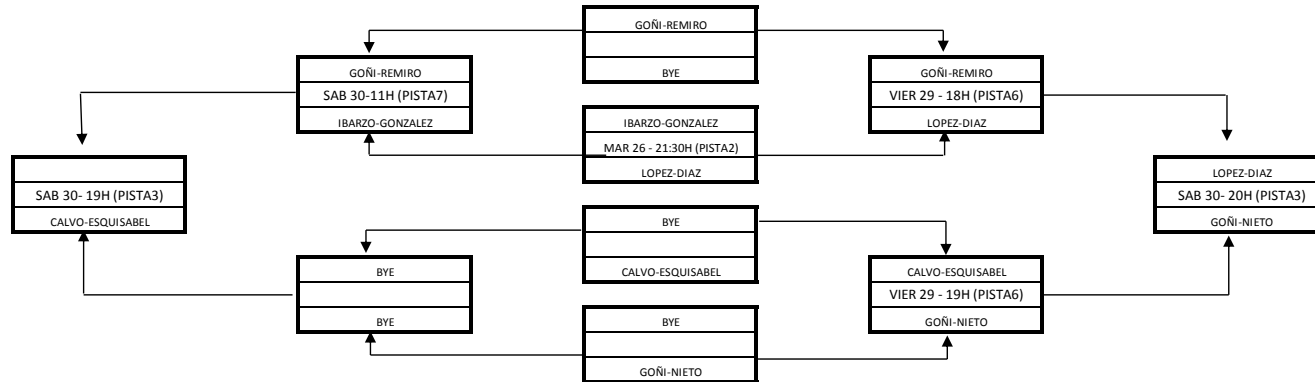 GOÑI-REMIRO
BYE
GOÑI-REMIRO
SAB 30-11H (PISTA7)
IBARZO-GONZALEZ
GOÑI-REMIRO
VIER 29 - 18H (PISTA6)
LOPEZ-DIAZ
IBARZO-GONZALEZ
MAR 26 - 21:30H (PISTA2)
LOPEZ-DIAZ
SAB 30- 19H (PISTA3)
CALVO-ESQUISABEL
LOPEZ-DIAZ
SAB 30- 20H (PISTA3)
GOÑI-NIETO
BYE
CALVO-ESQUISABEL
BYE
BYE
CALVO-ESQUISABEL
VIER 29 - 19H (PISTA6)
GOÑI-NIETO
BYE
GOÑI-NIETO